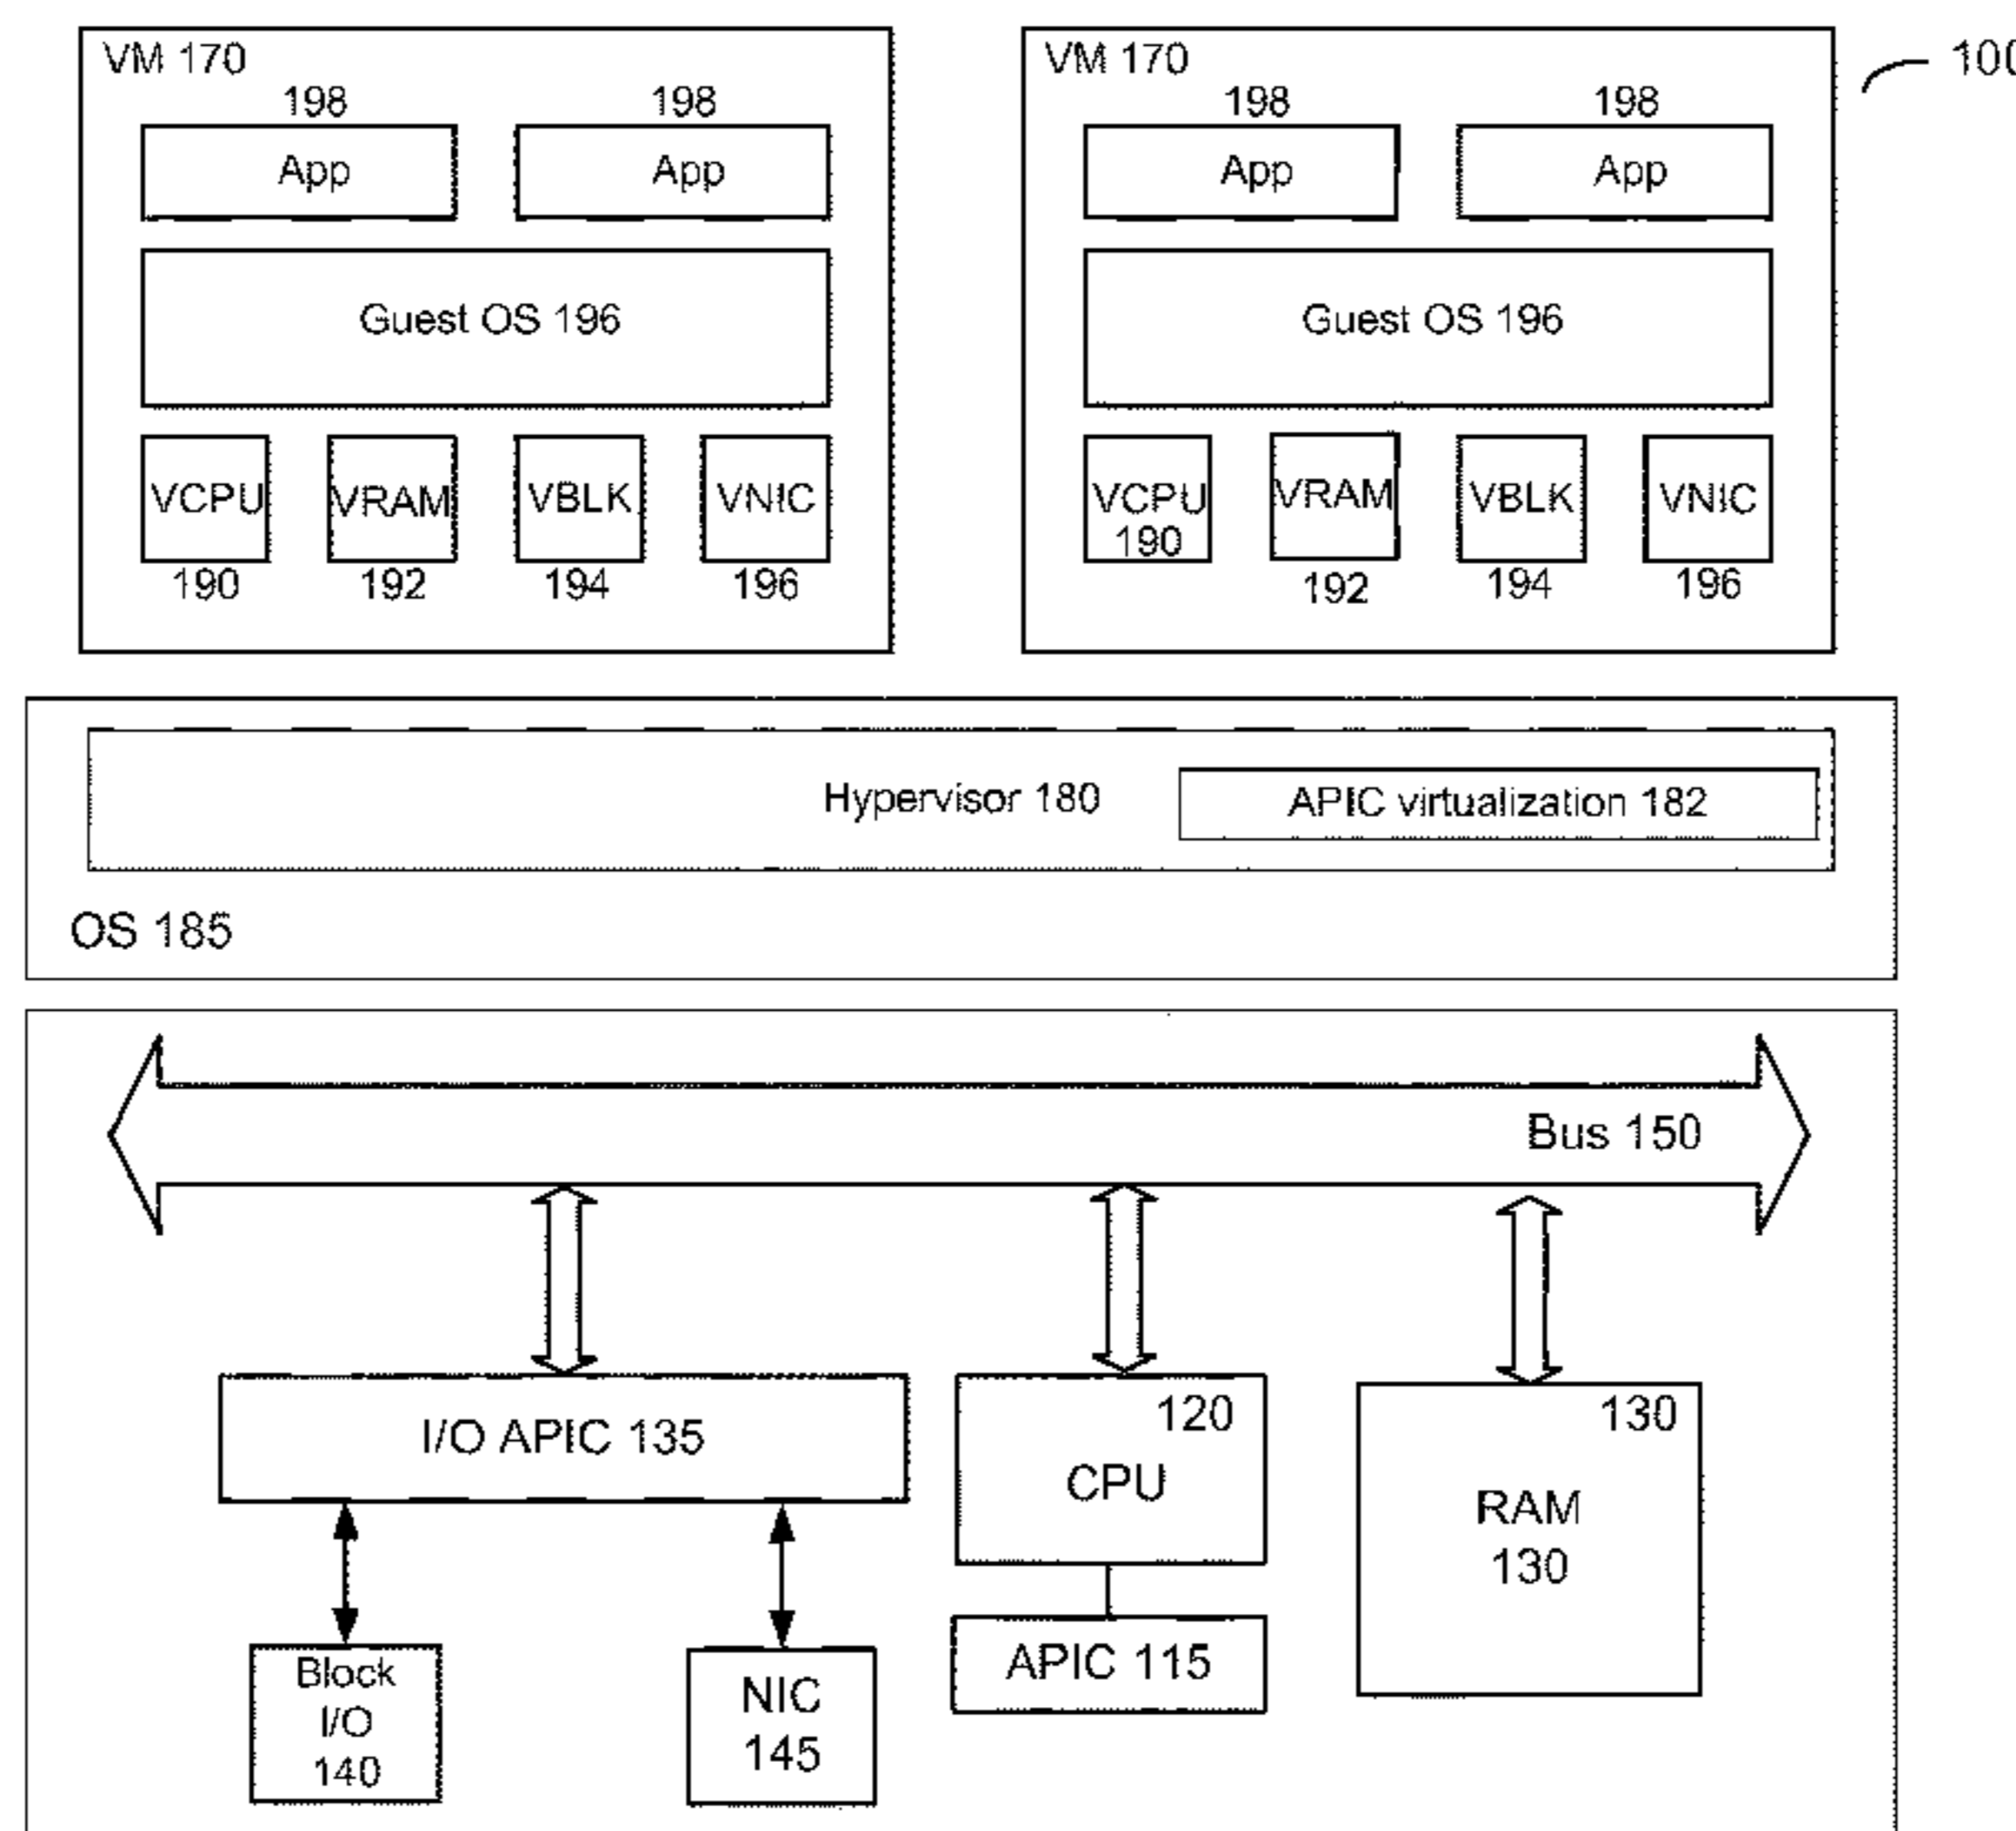 VM 170
198
198
App
App
Guest OS 196
VCPU
VRAM
VBLK
VNIC
190
192
194
196
VM 170
198
198
App
App
Guest OS 196
VCPU
190
VRAM
VBLK
VNIC
192
194
196
100
Hypervisor 180
APIC virtualization 182
OS 185
Bus 150
I/O APIC 135
120
CPU
130
RAM
130
APIC 115
Block
I/O
140
NIC
145